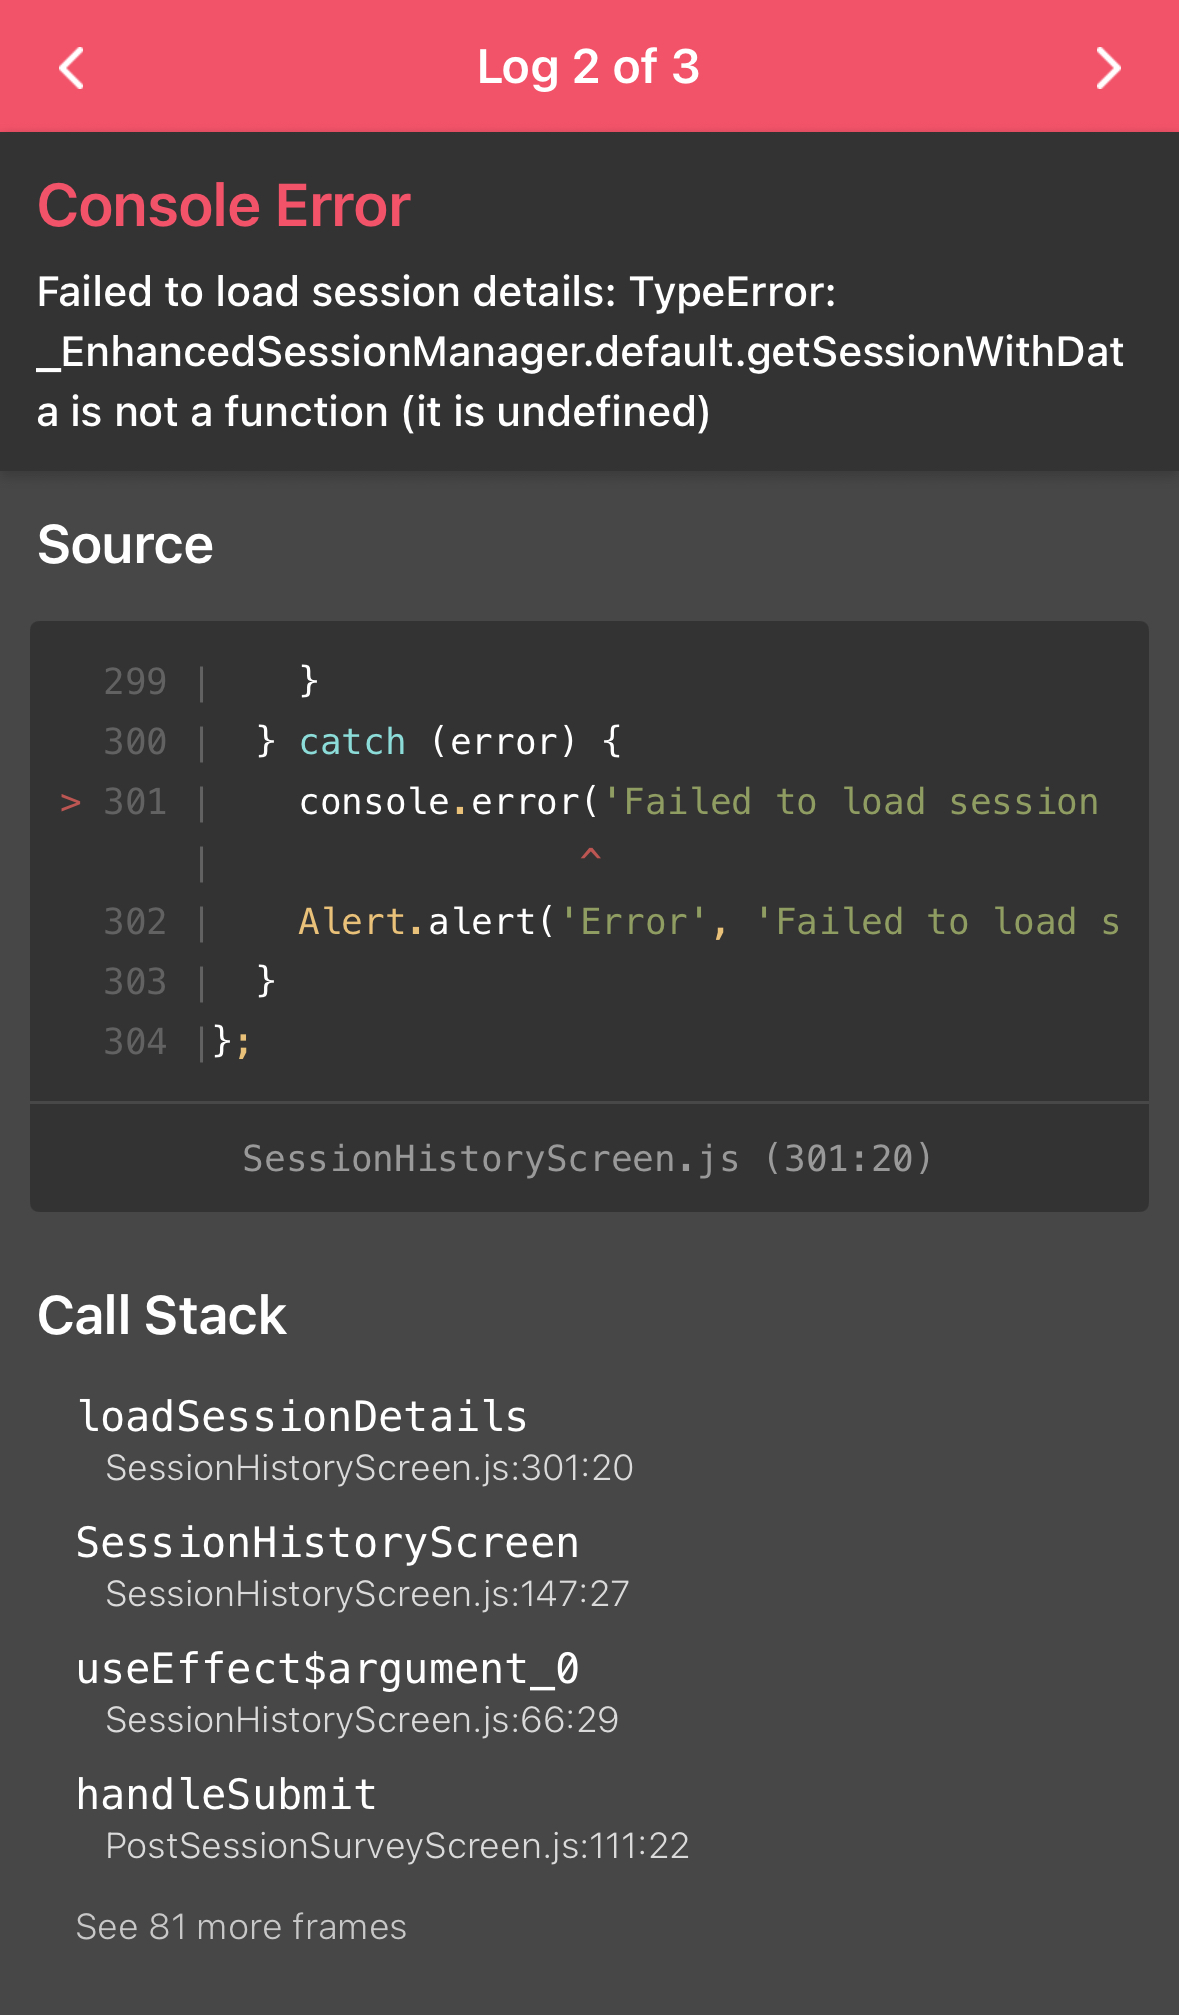 Log 2 of 3
Console Error
Failed to load session details: TypeError:
_EnhancedSessionManager.default.getSessionWithDat
a is not a function (it is undefined)
Source
299 |     }
300 |   } catch (error) {
> 301 |     console.error('Failed to load session
|                  ^
302 |     Alert.alert('Error', 'Failed to load s
303 |   }
304 |};
SessionHistoryScreen.js (301:20)
Call Stack
loadSessionDetails
SessionHistoryScreen.js:301:20
SessionHistoryScreen
SessionHistoryScreen.js:147:27
useEffect$argument_0
SessionHistoryScreen.js:66:29
handleSubmit
PostSessionSurveyScreen.js:111:22
See 81 more frames